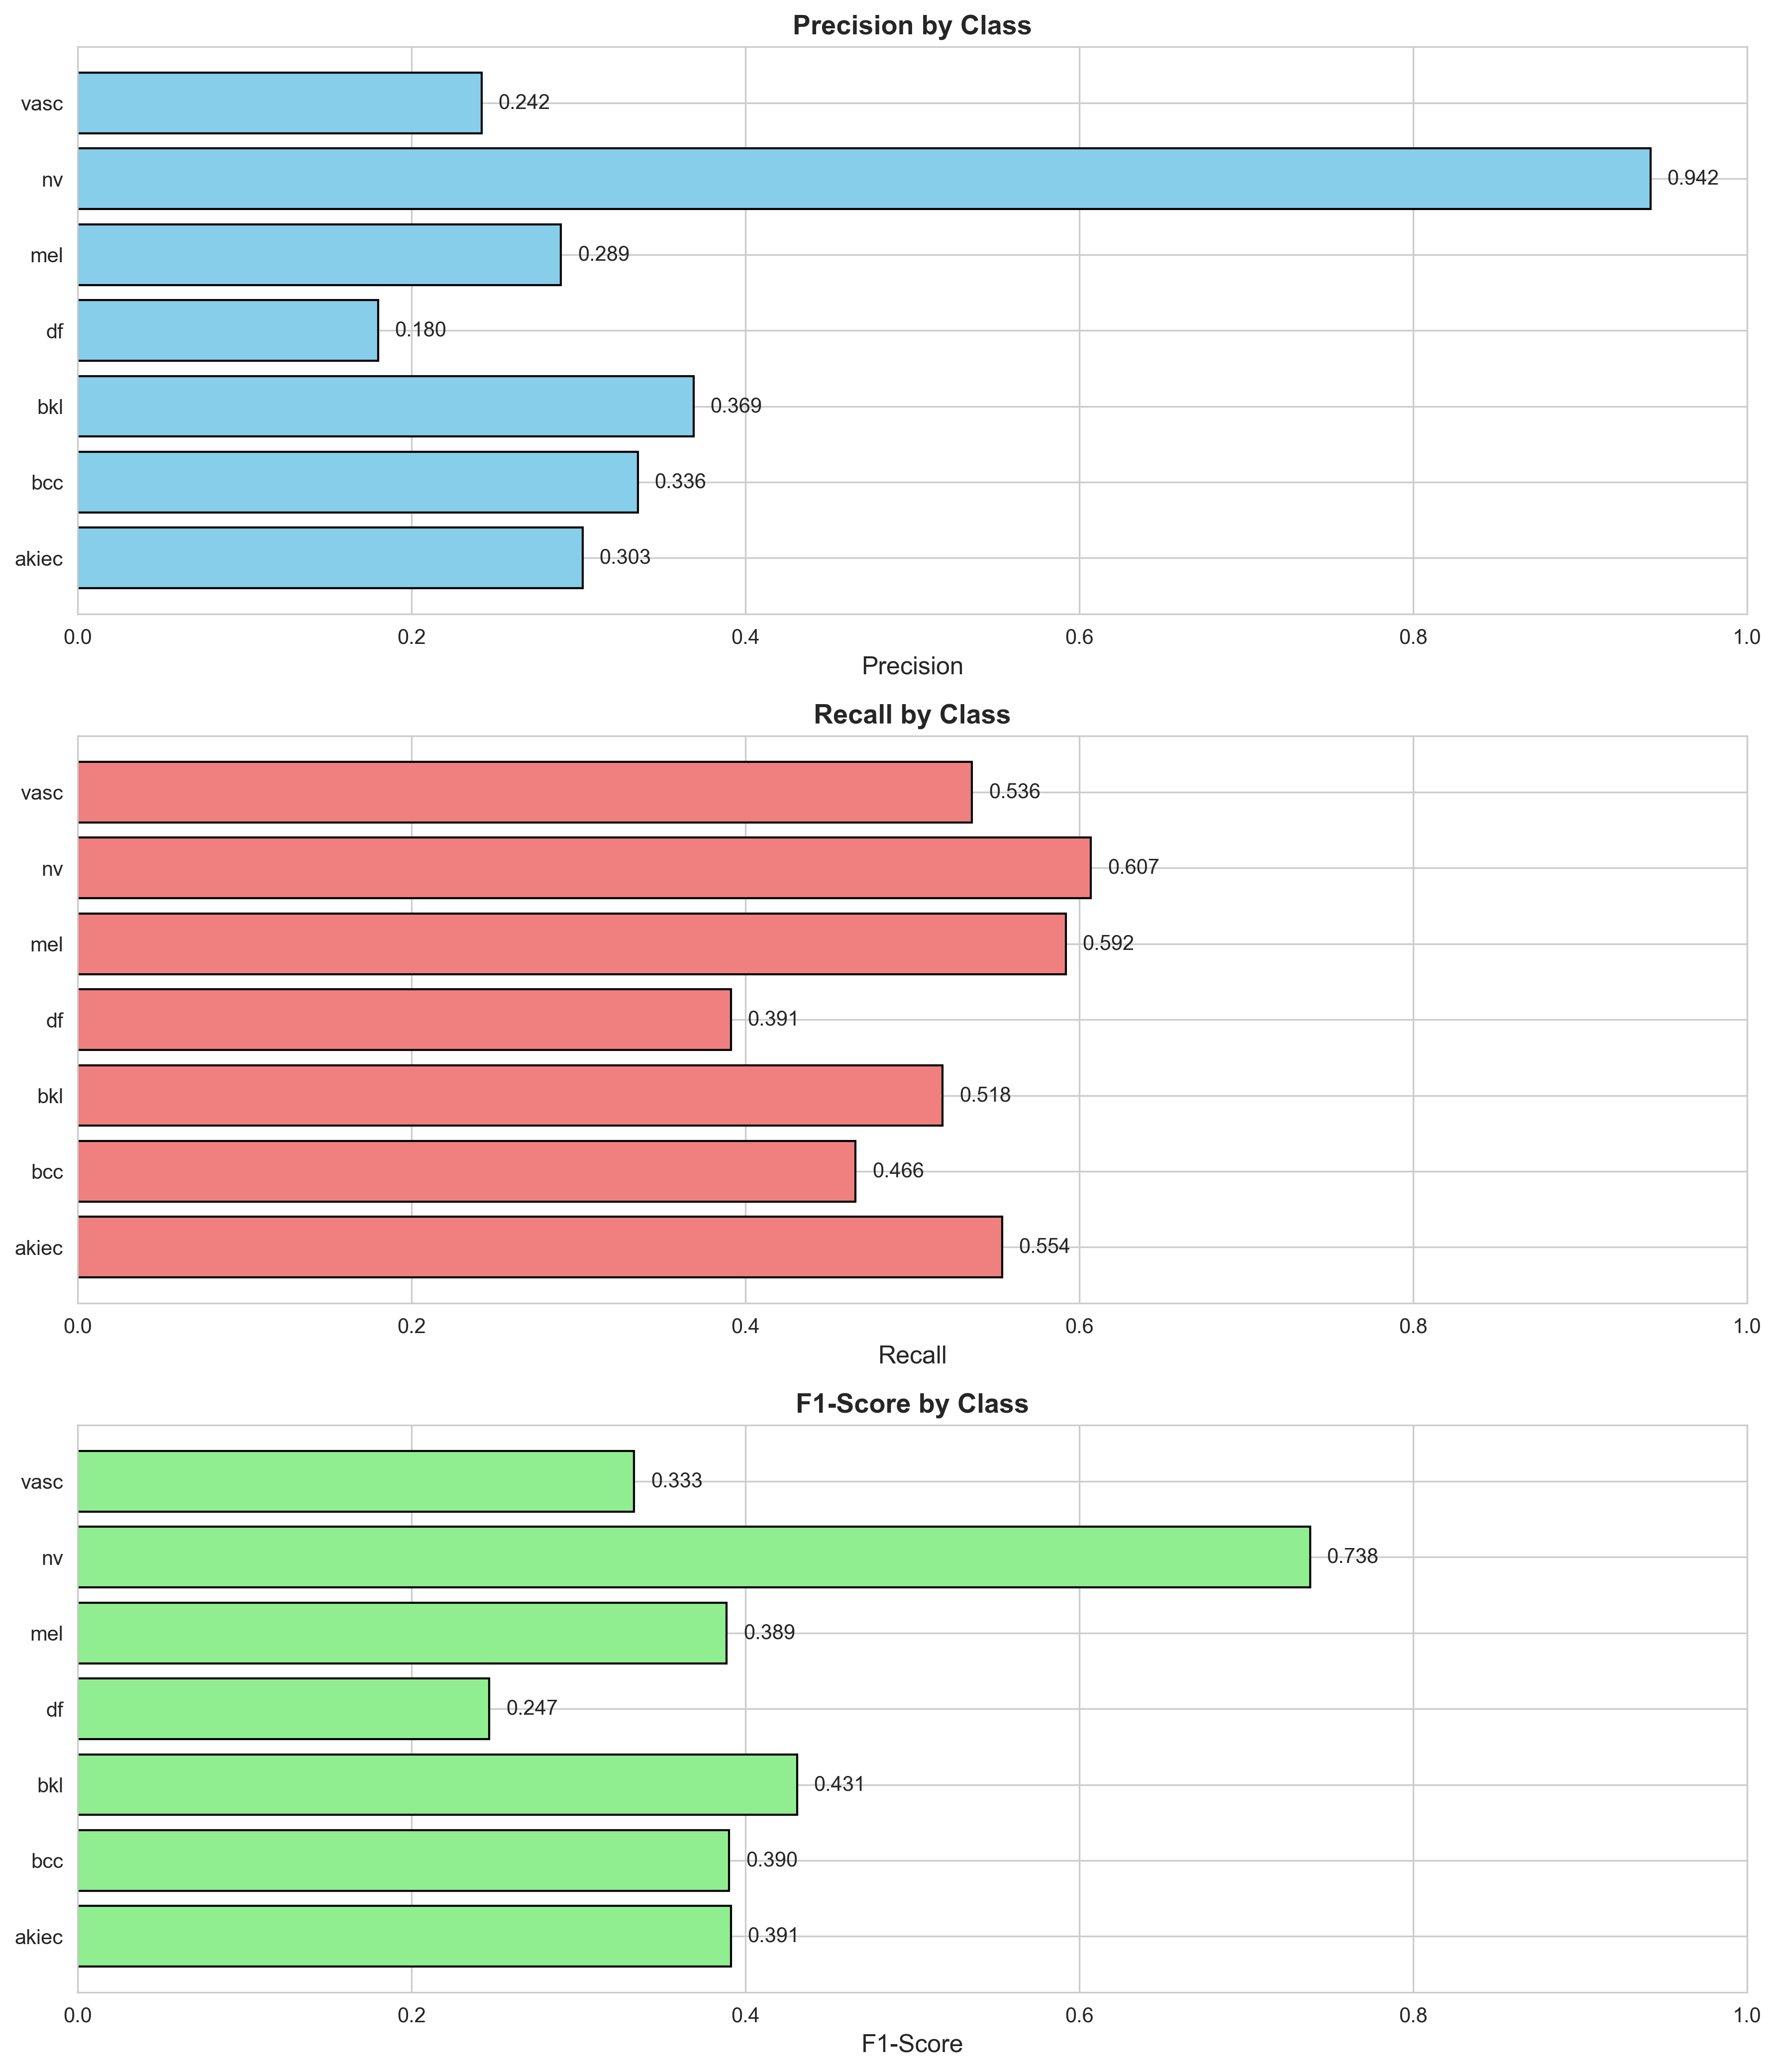 Precision by Class
vasc 0.242
nv 0.942
mel 0.289
df 0.180
bkl 0.369
bcc 0.336
akiec 0.303
0.0 0.2 0.4 0.6 0.8 1.0
Precision
Recall by Class
vasc 0.536
nv 0.607
mel 0.592
df 0.391
bkl 0.518
bcc 0.466
akiec 0.554
0.0 0.2 0.4 0.6 0.8 1.0
Recall
F1-Score by Class
vasc 0.333
nv 0.738
mel 0.389
df 0.247
bkl 0.431
bcc 0.390
akiec 0.391
0.0 0.2 0.4 0.6 0.8 1.0
F1-Score